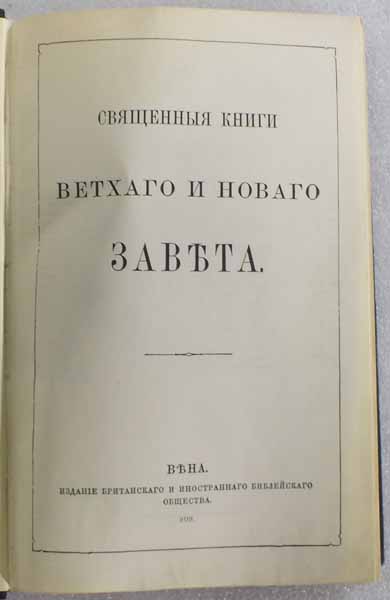 СВЯЩЕННЫЯ КНИГИ
ВЕТХАГО И НОВАГО
ЗАВѢТА.
ВѢНА.
ИЗДАНІЕ БРИТАНСКАГО И ИНОСТРАННАГО БИБЛЕЙСКАГО
ОБЩЕСТВА.